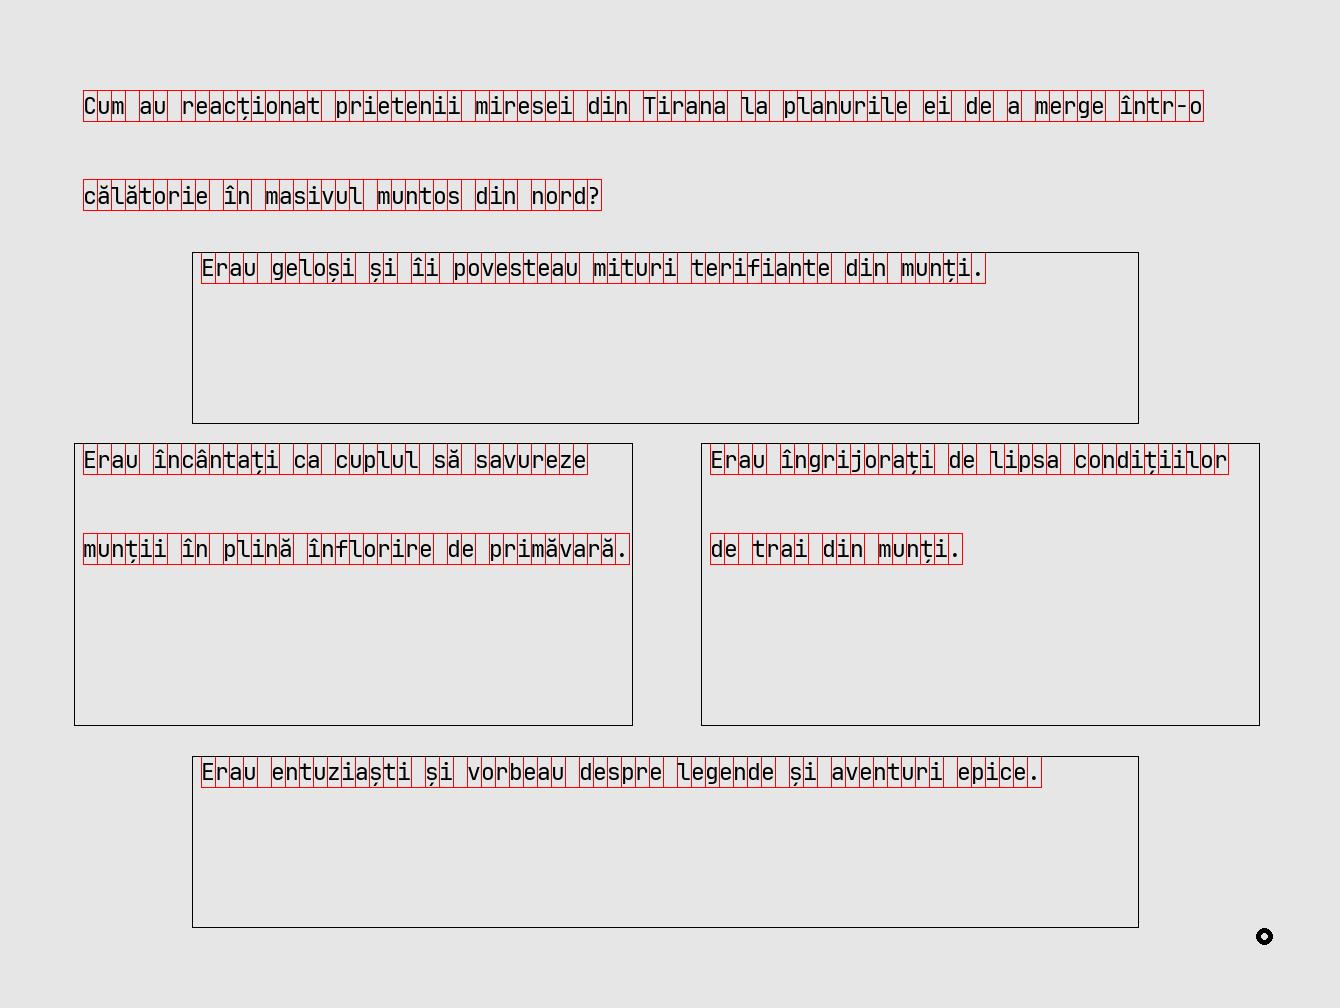 Cum au reacționat prietenii miresei din Tirana la planurile ei de a merge într-o
călătorie în masivul muntos din nord?
Erau geloși și îi povesteau mituri terifiante din munți.
Erau încântați ca cuplul să savureze
munții în plină înflorire de primăvară.
Erau îngrijorați de lipsa condițiilor
de trai din munți.
Erau entuziaști și vorbeau despre legende și aventuri epice.